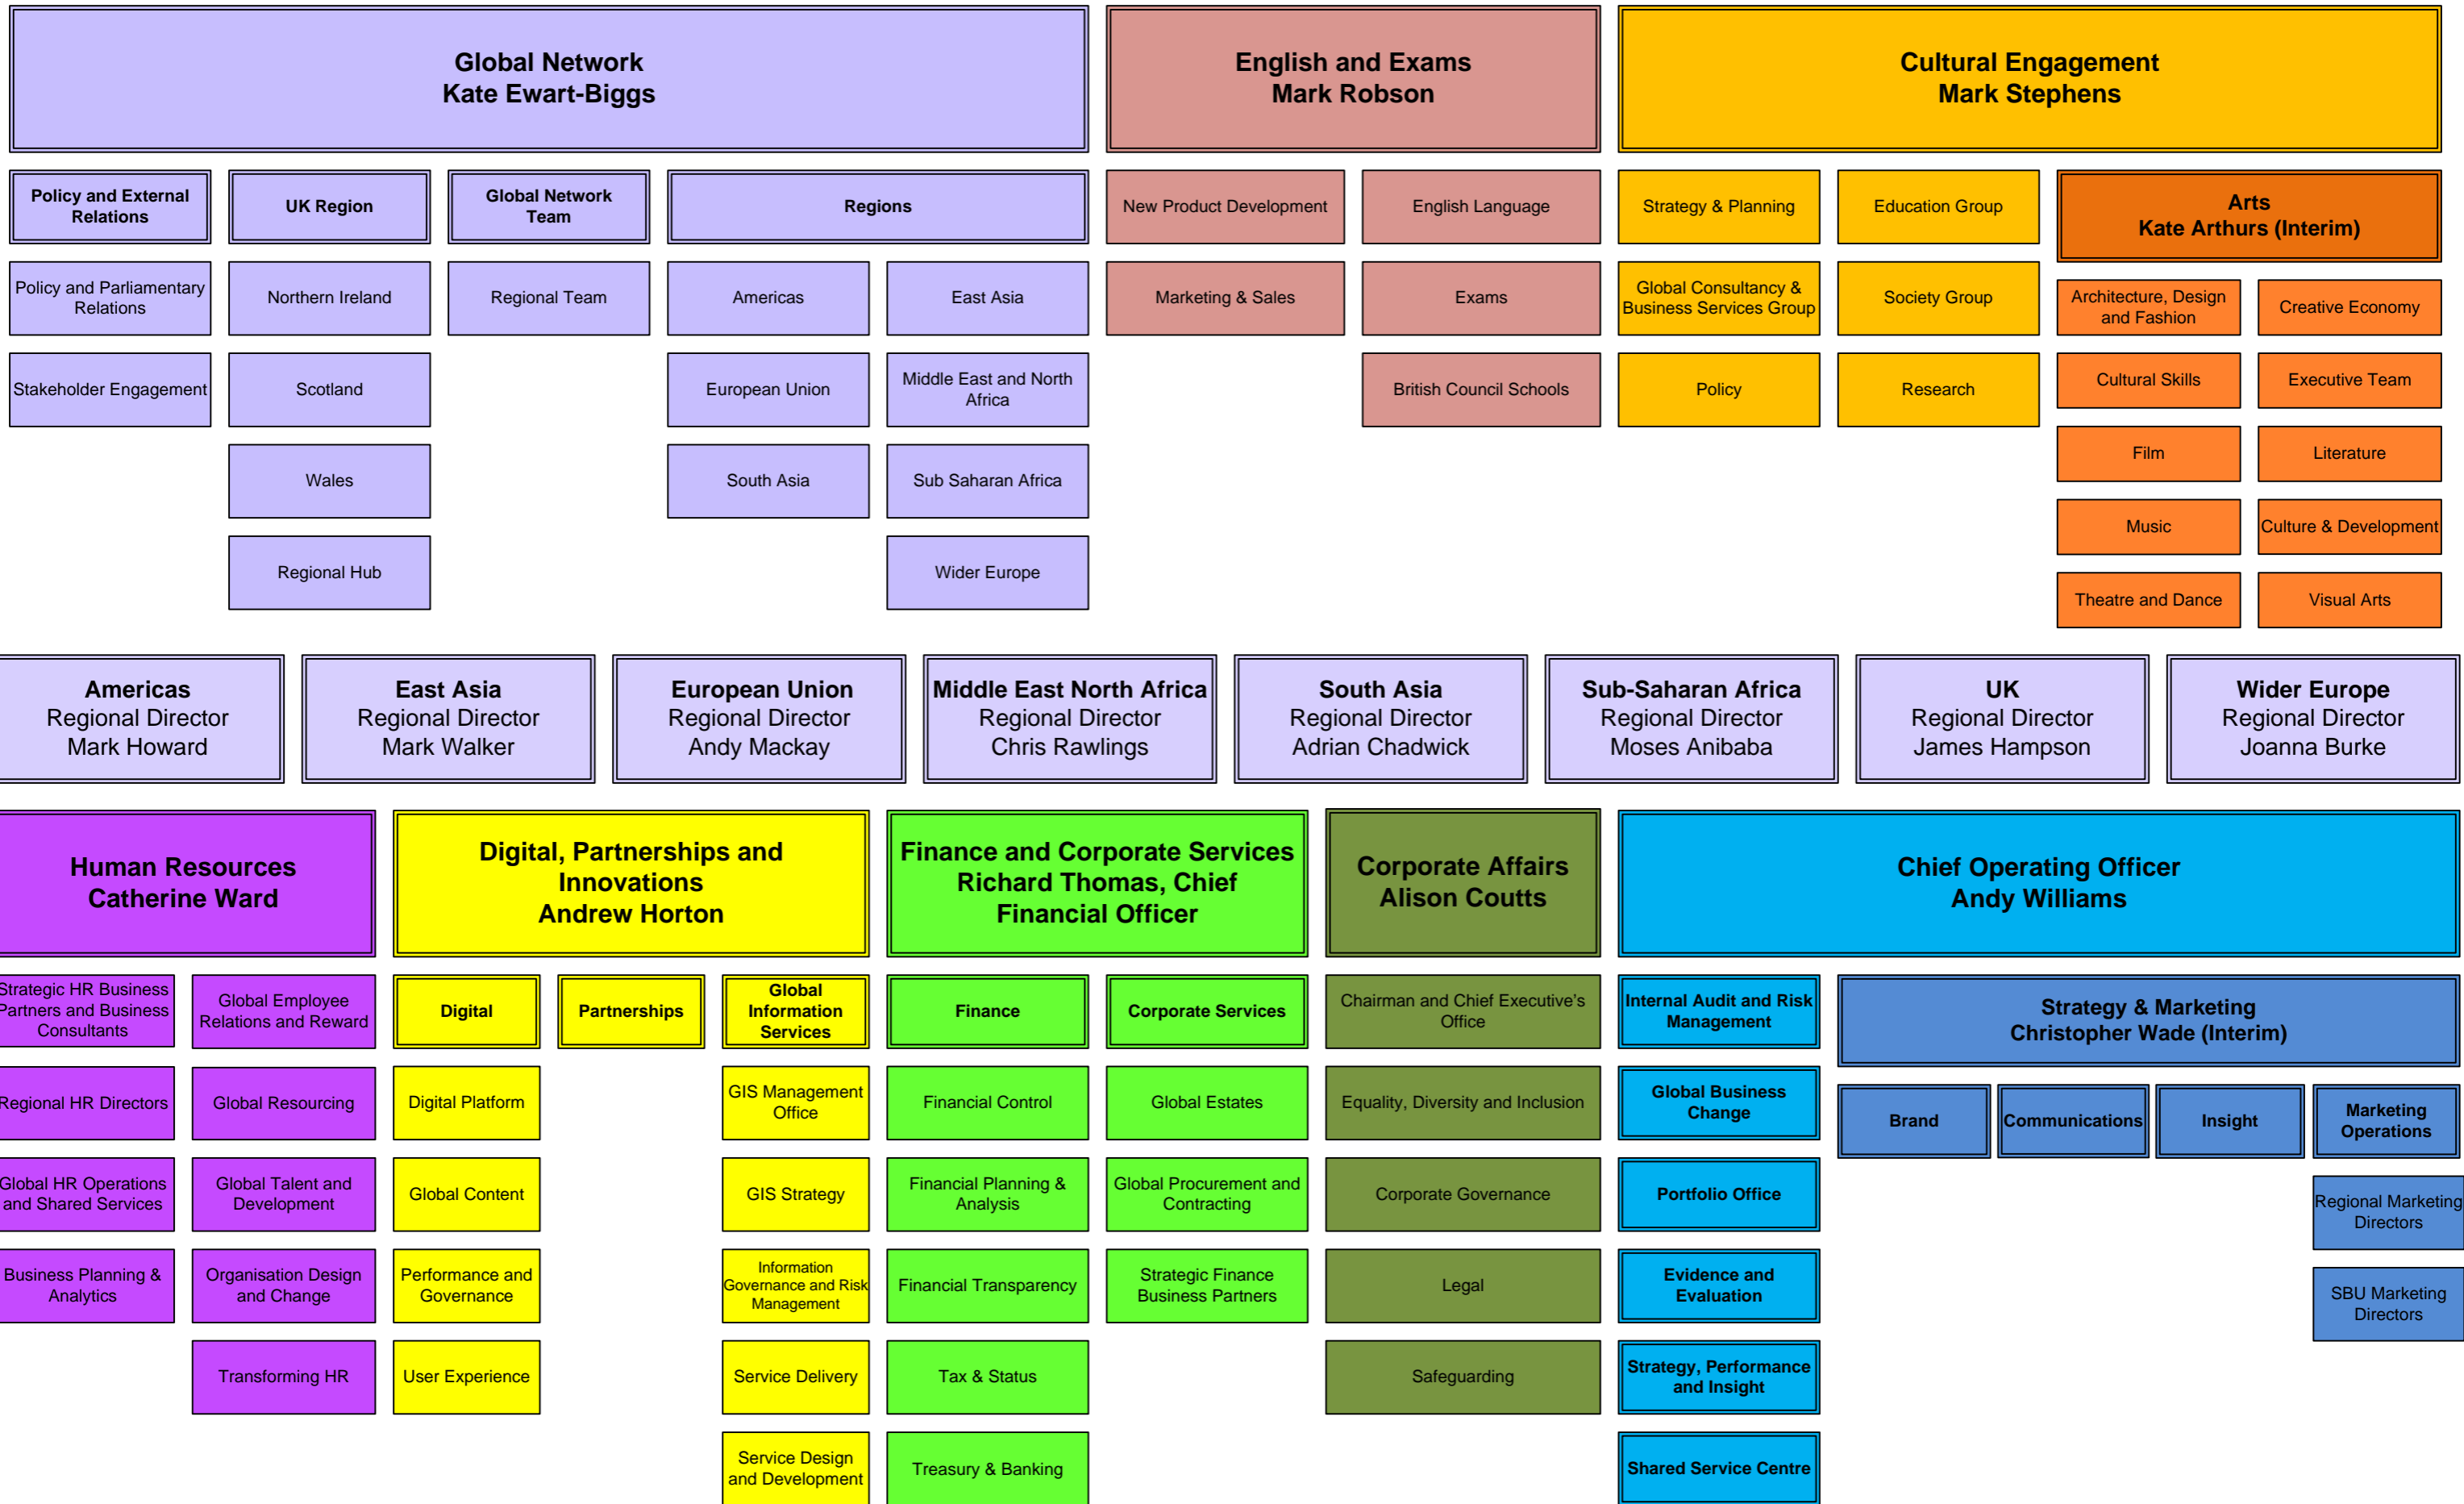 Global Network
Kate Ewart-Biggs
English and Exams
Mark Robson
Cultural Engagement
Mark Stephens
Policy and External
Relations
UK Region
Global Network
Team
Regions
New Product Development
English Language
Strategy & Planning
Education Group
Arts
Kate Arthurs (Interim)
Policy and Parliamentary
Relations
Northern Ireland
Regional Team
Americas
East Asia
Marketing & Sales
Exams
Global Consultancy &
Business Services Group
Society Group
Architecture, Design
and Fashion
Creative Economy
Stakeholder Engagement
Scotland
European Union
Middle East and North
Africa
British Council Schools
Policy
Research
Cultural Skills
Executive Team
Wales
South Asia
Sub Saharan Africa
Film
Literature
Regional Hub
Wider Europe
Music
Culture & Development
Theatre and Dance
Visual Arts
Americas
Regional Director
Mark Howard
East Asia
Regional Director
Mark Walker
European Union
Regional Director
Andy Mackay
Middle East North Africa
Regional Director
Chris Rawlings
South Asia
Regional Director
Adrian Chadwick
Sub-Saharan Africa
Regional Director
Moses Anibaba
UK
Regional Director
James Hampson
Wider Europe
Regional Director
Joanna Burke
Human Resources
Catherine Ward
Digital, Partnerships and
Innovations
Andrew Horton
Finance and Corporate Services
Richard Thomas, Chief
Financial Officer
Corporate Affairs
Alison Coutts
Chief Operating Officer
Andy Williams
Strategic HR Business
Partners and Business
Consultants
Global Employee
Relations and Reward
Digital
Partnerships
Global
Information
Services
Finance
Corporate Services
Chairman and Chief Executive's
Office
Internal Audit and Risk
Management
Strategy & Marketing
Christopher Wade (Interim)
Regional HR Directors
Global Resourcing
Digital Platform
GIS Management
Office
Financial Control
Global Estates
Equality, Diversity and Inclusion
Global Business
Change
Brand
Communications
Insight
Marketing
Operations
Global HR Operations
and Shared Services
Global Talent and
Development
Global Content
GIS Strategy
Financial Planning &
Analysis
Global Procurement and
Contracting
Corporate Governance
Portfolio Office
Regional Marketing
Directors
Business Planning &
Analytics
Organisation Design
and Change
Performance and
Governance
Information
Governance and Risk
Management
Financial Transparency
Strategic Finance
Business Partners
Legal
Evidence and
Evaluation
SBU Marketing
Directors
Transforming HR
User Experience
Service Delivery
Tax & Status
Safeguarding
Strategy, Performance
and Insight
Service Design
and Development
Treasury & Banking
Shared Service Centre